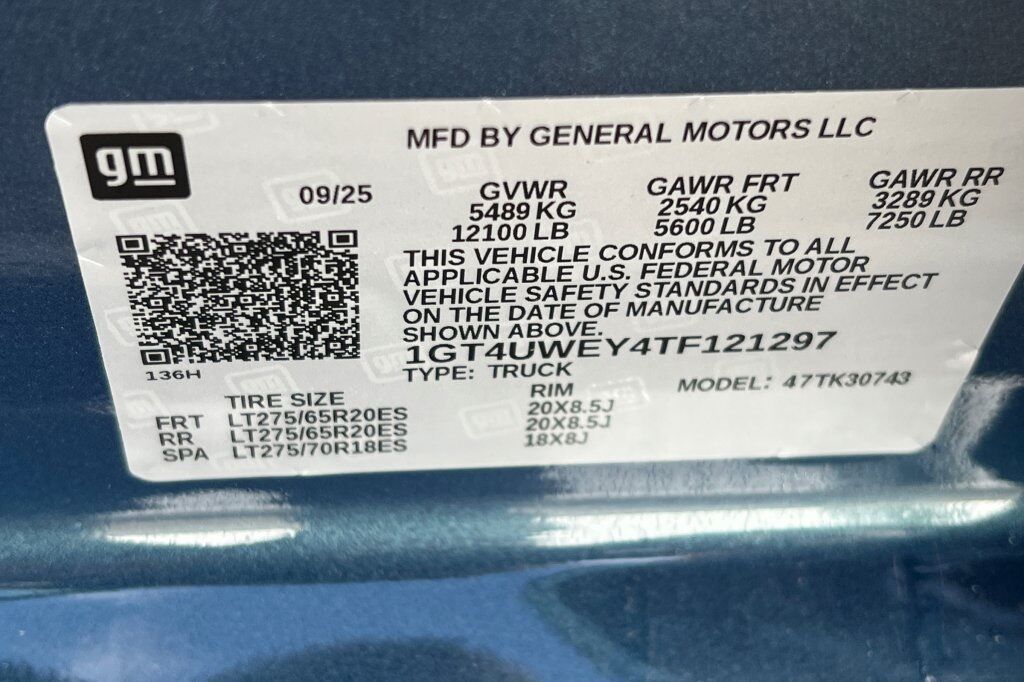 gm
MFD BY GENERAL MOTORS LLC
09/25
GVWR
5489 KG
12100 LB
GAWR FRT
2540 KG
5600 LB
GAWR RR
3289 KG
7250 LB
THIS VEHICLE CONFORMS TO ALL
APPLICABLE U.S. FEDERAL MOTOR
VEHICLE SAFETY STANDARDS IN EFFECT
ON THE DATE OF MANUFACTURE
SHOWN ABOVE.
1GT4UWEY4TF121297
136H
TYPE: TRUCK
MODEL: 47TK30743
TIRE SIZE RIM
FRT LT275/65R20ES 20X8.5J
RR LT275/65R20ES 20X8.5J
SPA LT275/70R18ES 18X8J